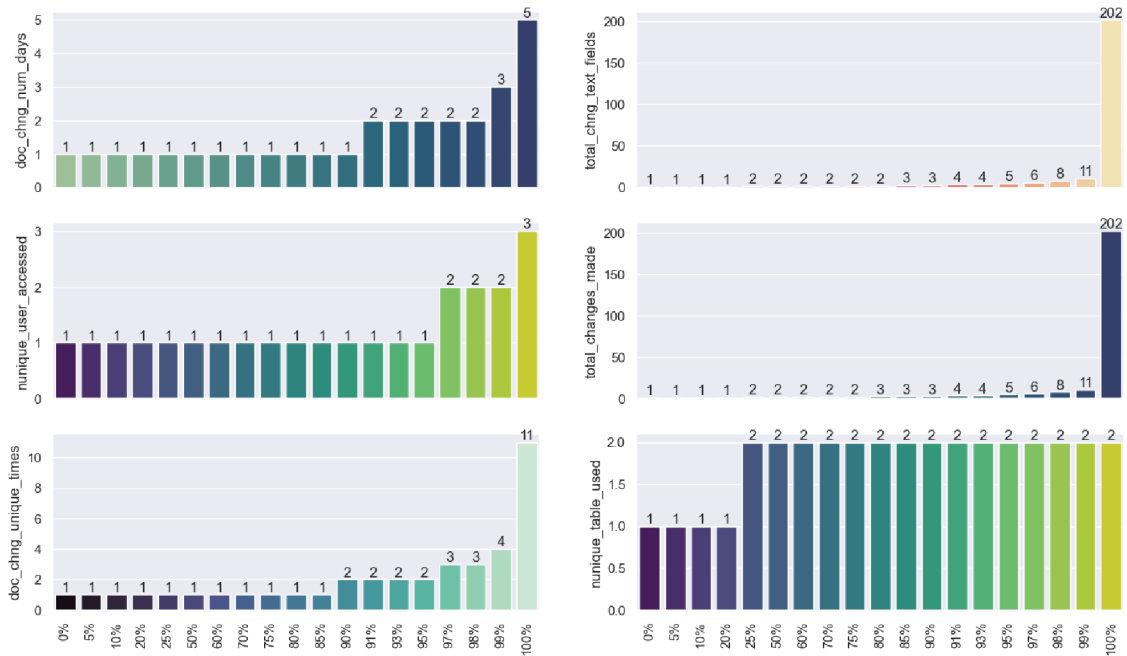 doc_chng_num_days
5
4
3
2
1
0
1 1 1 1 1 1 1 1 1 1 1 1 2 2 2 2 2 3 5
total_chng_text_fields
200
150
100
50
0
1 1 1 1 2 2 2 2 2 2 3 3 4 4 5 6 8 11 202
nunique_user_accessed
3
2
1
0
1 1 1 1 1 1 1 1 1 1 1 1 1 1 1 2 2 2 3
total_changes_made
200
150
100
50
0
1 1 1 1 2 2 2 2 2 3 3 3 4 4 5 6 8 11 202
doc_chng_unique_times
10
8
6
4
2
0
1 1 1 1 1 1 1 1 1 1 1 2 2 2 2 3 3 4 11
0% 5% 10% 20% 25% 50% 60% 70% 75% 80% 85% 90% 91% 93% 95% 97% 98% 99% 100%
nunique_table_used
2.0
1.5
1.0
0.5
0.0
1 1 1 1 2 2 2 2 2 2 2 2 2 2 2 2 2 2 2
0% 5% 10% 20% 25% 50% 60% 70% 75% 80% 85% 90% 91% 93% 95% 97% 98% 99% 100%